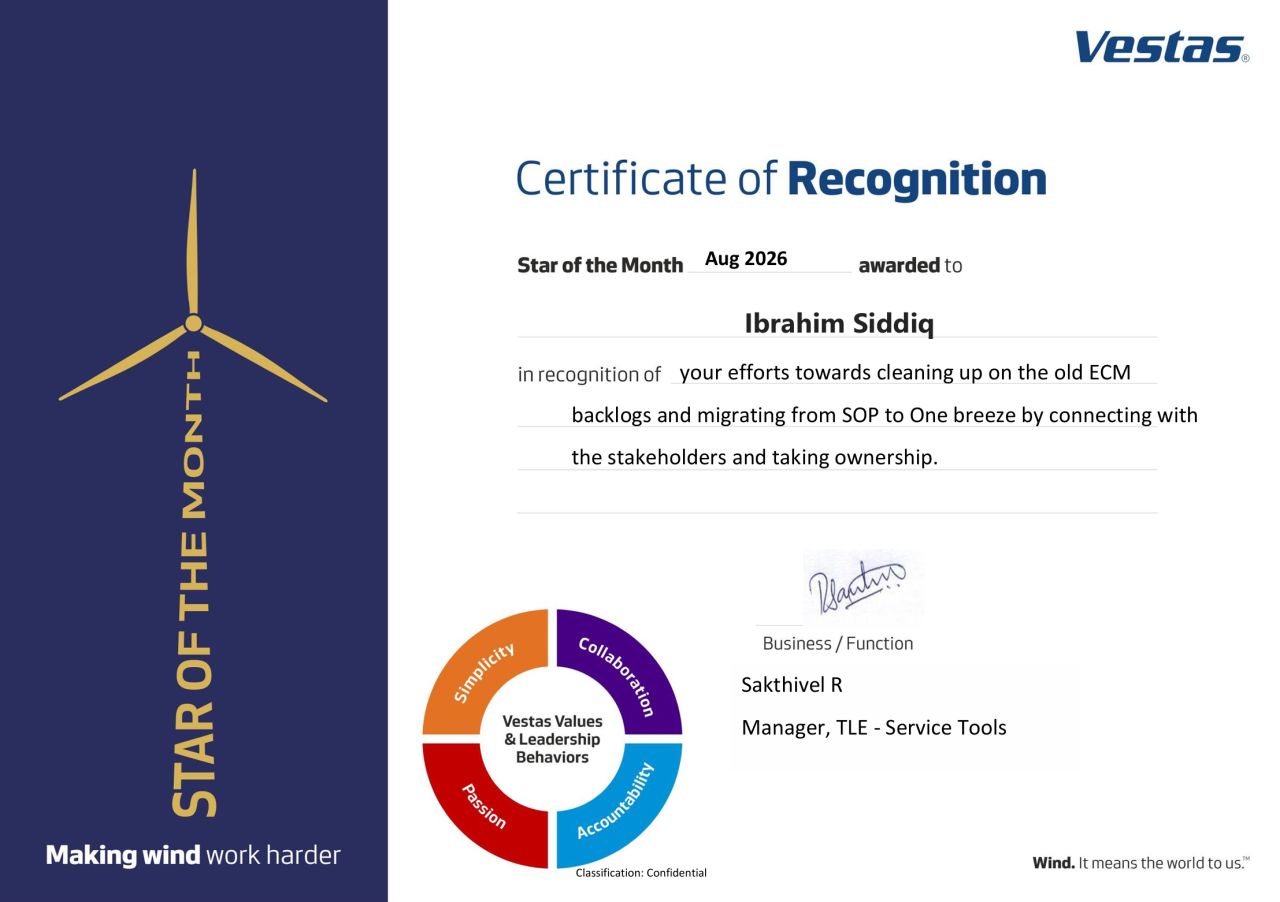 Vestas®
Certificate of Recognition
Star of the Month Aug 2026 awarded to
Ibrahim Siddiq
in recognition of your efforts towards cleaning up on the old ECM
backlogs and migrating from SOP to One breeze by connecting with
the stakeholders and taking ownership.
STAR OF THE MONTH
Business / Function
Sakthivel R
Manager, TLE - Service Tools
Simplicity
Collaboration
Vestas Values
& Leadership
Behaviors
Passion
Accountability
Making wind work harder
Classification: Confidential
Wind. It means the world to us.™